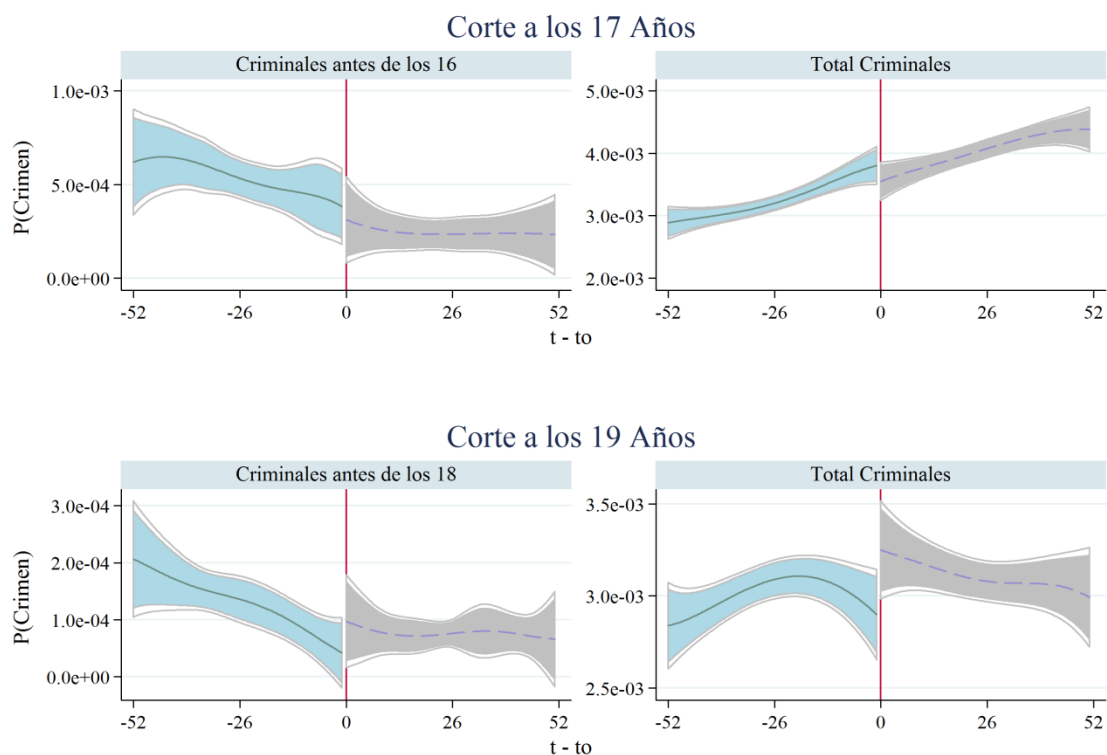 Corte a los 17 Años
Criminales antes de los 16
Total Criminales
P(Crimen)
1.0e-03
5.0e-04
0.0e+00
-52 -26 0 26 52
5.0e-03
4.0e-03
3.0e-03
2.0e-03
-52 -26 0 26 52
t - to
Corte a los 19 Años
Criminales antes de los 18
Total Criminales
P(Crimen)
3.0e-04
2.0e-04
1.0e-04
0.0e+00
-52 -26 0 26 52
3.5e-03
3.0e-03
2.5e-03
-52 -26 0 26 52
t - to